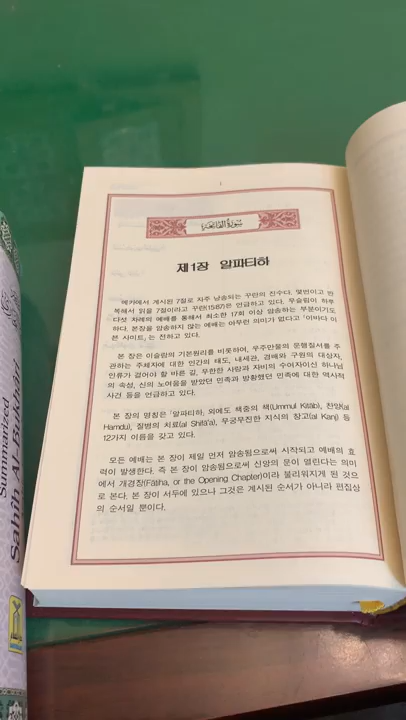 1
سورة الفاتحة
제1장 알파티하
메카에서 계시된 7절로 자주 낭송되는 꾸란의 진수다. 몇번이고 반
복해서 읽을 7절이라고 꾸란(15:87)은 언급하고 있다. 무슬림이 하루
다섯 차례의 예배를 통해서 최소한 17회 이상 암송하는 부분이기도
하다. 본장을 암송하지 않는 예배는 아무런 의미가 없다고 「이바다 이
본 사미트」는 전하고 있다.
본 장은 이슬람의 기본원리를 비롯하여, 우주만물의 운행질서를 주
관하는 주체자에 대한 인간의 태도, 내세관, 경배와 구원의 대상자,
인류가 걸어야 할 바른 길, 무한한 사랑과 자비의 수여자이신 하나님
의 속성, 신의 노여움을 받았던 민족과 방황했던 민족에 대한 역사적
사건 등을 언급하고 있다.
본 장의 명칭은 「알파티하」외에도 책중의 책(Ummul Kitāb), 찬양(al
Hamdu), 질병의 치료(al Shifā'a), 무궁무진한 지식의 창고(al Kanj) 등
12가지 이름을 갖고 있다.
모든 예배는 본 장이 제일 먼저 암송됨으로써 시작되고 예배의 효
력이 발생한다. 즉 본 장이 암송됨으로써 신앙의 문이 열린다는 의미
에서 개경장(Fātiha, or the Opening Chapter)이라 불리워지게 된 것으
로 본다. 본 장이 서두에 있으나 그것은 계시된 순서가 아니라 편집상
의 순서일 뿐이다.
Summarized
Sahih Al-Bukhari